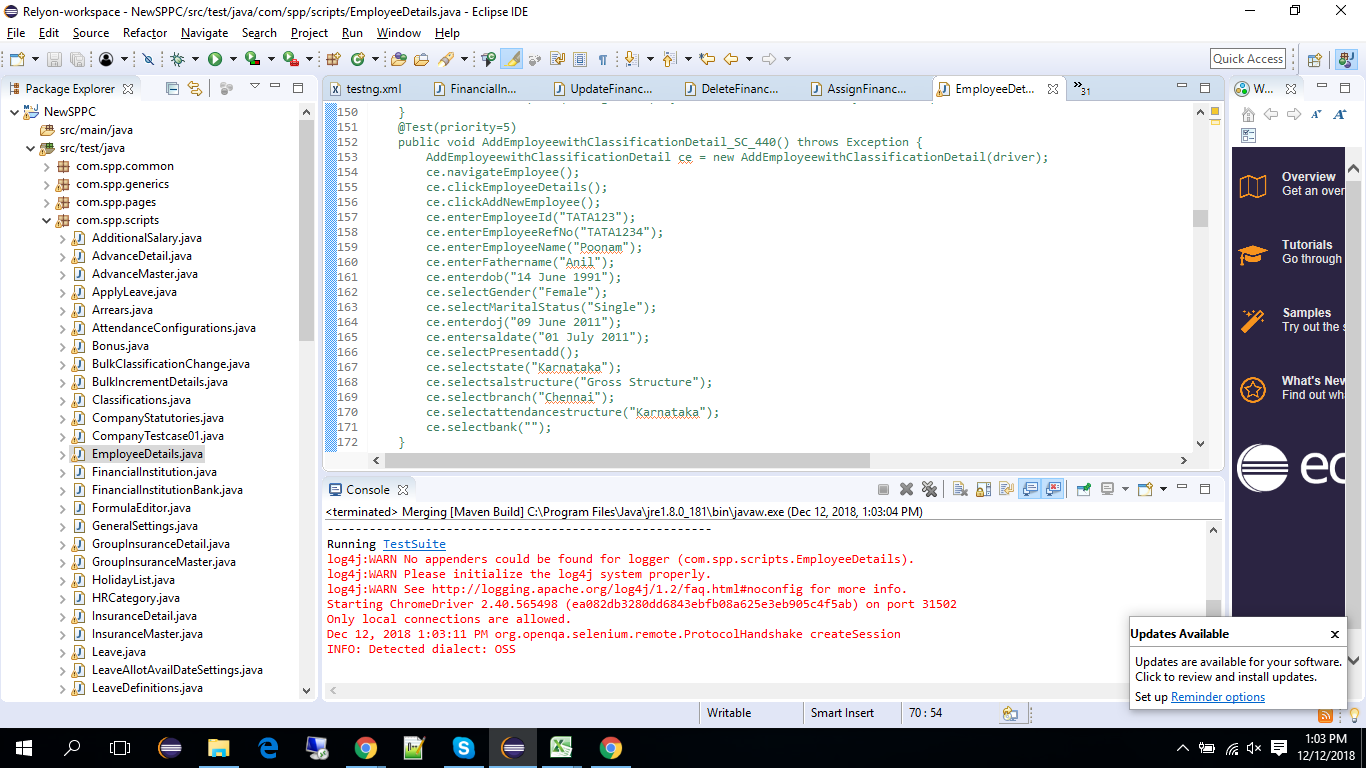 Relyon-workspace - NewSPPC/src/test/java/com/spp/scripts/EmployeeDetails.java - Eclipse IDE
File Edit Source Refactor Navigate Search Project Run Window Help
Quick Access
Package Explorer
NewSPPC
src/main/java
src/test/java
com.spp.common
com.spp.generics
com.spp.pages
com.spp.scripts
AdditionalSalary.java
AdvanceDetail.java
AdvanceMaster.java
ApplyLeave.java
Arrears.java
AttendanceConfigurations.java
Bonus.java
BulkClassificationChange.java
BulkIncrementDetails.java
Classifications.java
CompanyStatutories.java
CompanyTestcase01.java
EmployeeDetails.java
FinancialInstitution.java
FinancialInstitutionBank.java
FormulaEditor.java
GeneralSettings.java
GroupInsuranceDetail.java
GroupInsuranceMaster.java
HolidayList.java
HRCategory.java
InsuranceDetail.java
InsuranceMaster.java
Leave.java
LeaveAllotAvailDateSettings.java
LeaveDefinitions.java
testng.xml FinancialIn... UpdateFinanc... DeleteFinanc... AssignFinanc... EmployeeDet... »31
150 }
151 @Test(priority=5)
152 public void AddEmployeewithClassificationDetail_SC_440() throws Exception {
153 AddEmployeewithClassificationDetail ce = new AddEmployeewithClassificationDetail(driver);
154 ce.navigateEmployee();
155 ce.clickEmployeeDetails();
156 ce.clickAddNewEmployee();
157 ce.enterEmployeeId("TATA123");
158 ce.enterEmployeeRefNo("TATA1234");
159 ce.enterEmployeeName("Poonam");
160 ce.enterFathername("Anil");
161 ce.enterdob("14 June 1991");
162 ce.selectGender("Female");
163 ce.selectMaritalStatus("Single");
164 ce.enterdoj("09 June 2011");
165 ce.entersaldate("01 July 2011");
166 ce.selectPresentadd();
167 ce.selectstate("Karnataka");
168 ce.selectsalstructure("Gross Structure");
169 ce.selectbranch("Chennai");
170 ce.selectattendancestructure("Karnataka");
171 ce.selectbank("");
172 }
Console
<terminated> Merging [Maven Build] C:\Program Files\Java\jre1.8.0_181\bin\javaw.exe (Dec 12, 2018, 1:03:04 PM)
-------------------------------------------------------
Running TestSuite
log4j:WARN No appenders could be found for logger (com.spp.scripts.EmployeeDetails).
log4j:WARN Please initialize the log4j system properly.
log4j:WARN See http://logging.apache.org/log4j/1.2/faq.html#noconfig for more info.
Starting ChromeDriver 2.40.565498 (ea082db3280dd6843ebfb08a625e3eb905c4f5ab) on port 31502
Only local connections are allowed.
Dec 12, 2018 1:03:11 PM org.openqa.selenium.remote.ProtocolHandshake createSession
INFO: Detected dialect: OSS
W...
Overview
Get an over
Tutorials
Go through
Samples
Try out the s
What's New
Find out wha
ec
Updates Available
Updates are available for your software.
Click to review and install updates.
Set up Reminder options
Writable
Smart Insert
70 : 54
1:03 PM
12/12/2018